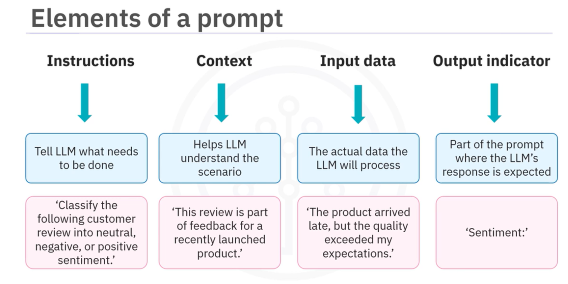 Elements of a prompt
Instructions
Context
Input data
Output indicator
Tell LLM what needs
to be done
Helps LLM
understand the
scenario
The actual data the
LLM will process
Part of the prompt
where the LLM's
response is expected
‘Classify the
following customer
review into neutral,
negative, or positive
sentiment.’
‘This review is part
of feedback for a
recently launched
product.’
‘The product arrived
late, but the quality
exceeded my
expectations.’
‘Sentiment:’